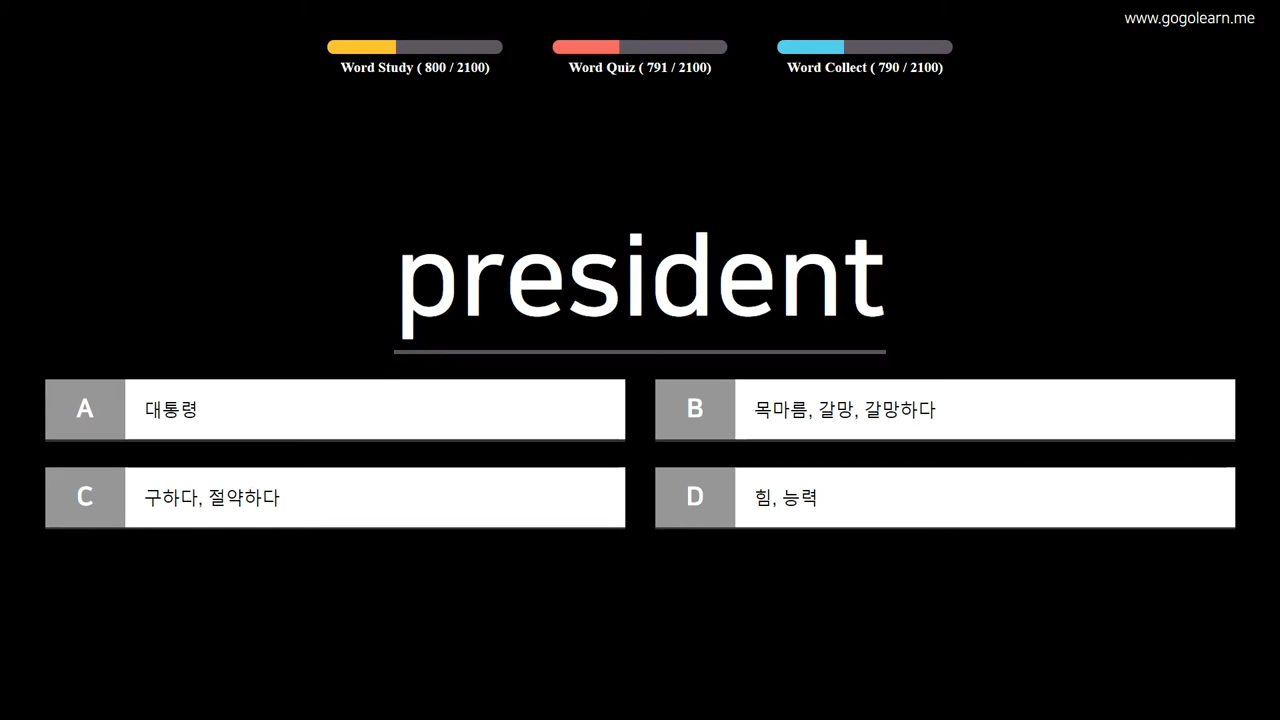 www.gogolearn.me
Word Study ( 800 / 2100)
Word Quiz ( 791 / 2100)
Word Collect ( 790 / 2100)
president
A 대통령
B 목마름, 갈망, 갈망하다
C 구하다, 절약하다
D 힘, 능력